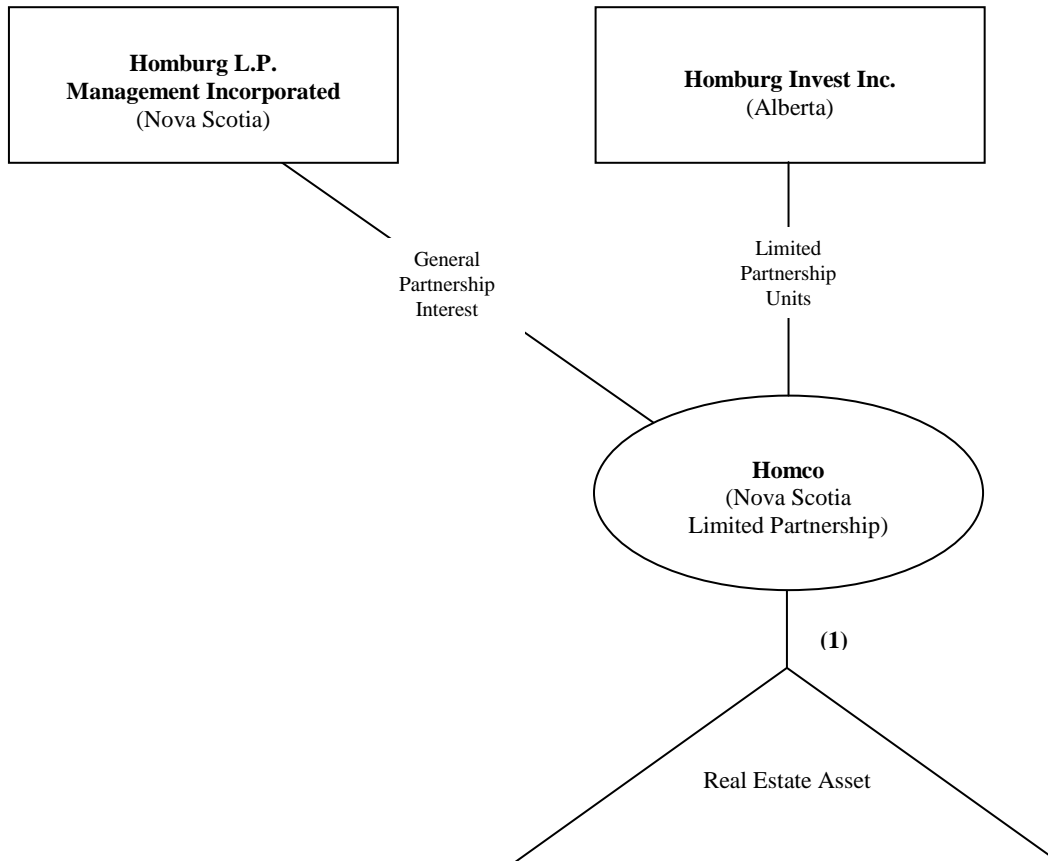 Homburg L.P.
Management Incorporated
(Nova Scotia)
Homburg Invest Inc.
(Alberta)
General
Partnership
Interest
Limited
Partnership
Units
Homco
(Nova Scotia
Limited Partnership)
(1)
Real Estate Asset